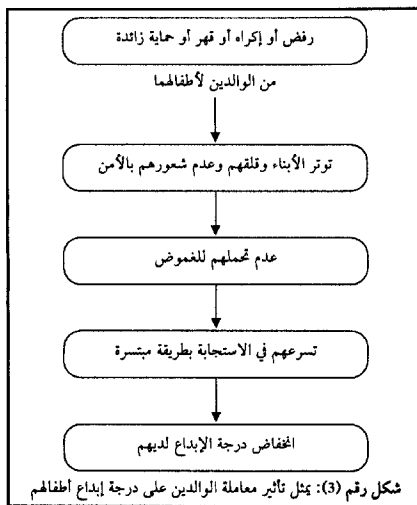 رفض أو إكراه أو قهر أو حماية زائدة
من الوالدين لأطفالهما
توتر الأبناء وقلقهم وعدم شعورهم بالأمن
عدم تحملهم للغموض
تسرعهم في الاستجابة بطريقة مبتسرة
انخفاض درجة الإبداع لديهم
شكل رقم (3): يمثل تأثير معاملة الوالدين على درجة إبداع أطفالهم